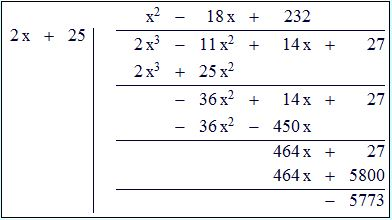 x² − 18x + 232
2x + 25 2x³ − 11x² + 14x + 27
2x³ + 25x²
− 36x² + 14x + 27
− 36x² − 450x
464x + 27
464x + 5800
− 5773